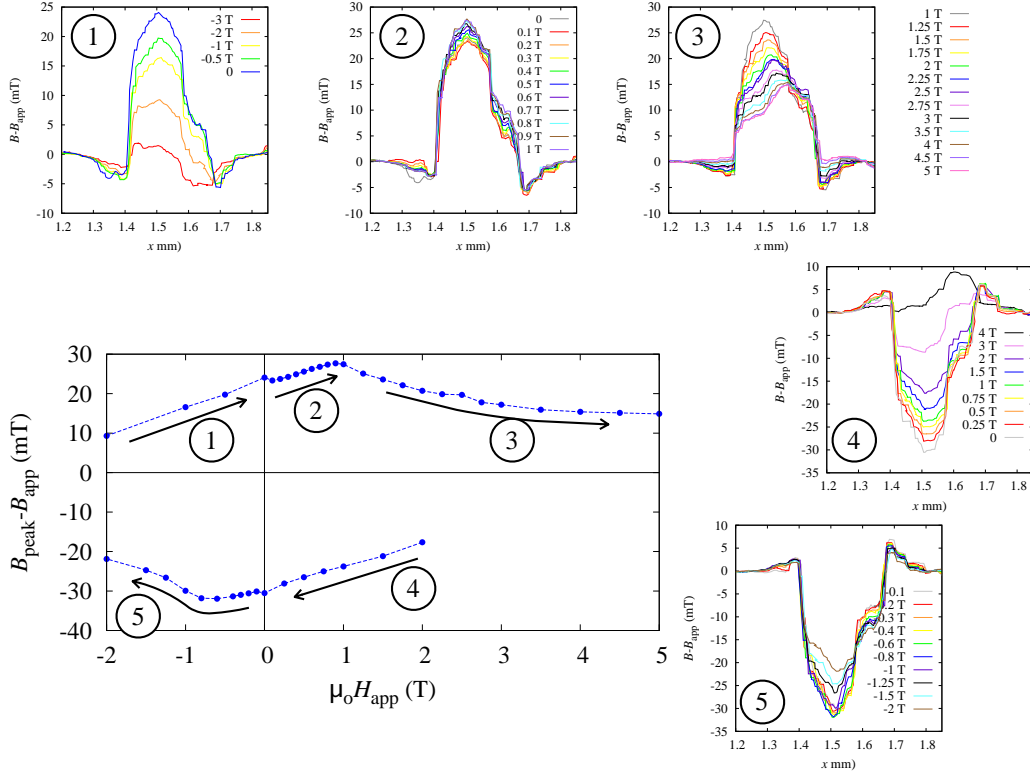 1
B-Bapp (mT)
25
20
15
10
5
0
-5
-10
1.2 1.3 1.4 1.5 1.6 1.7 1.8
x mm)
-3 T
-2 T
-1 T
-0.5 T
0
2
B-Bapp (mT)
30
25
20
15
10
5
0
-5
-10
1.2 1.3 1.4 1.5 1.6 1.7 1.8
x mm)
0
0.1 T
0.2 T
0.3 T
0.4 T
0.5 T
0.6 T
0.7 T
0.8 T
0.9 T
1 T
3
B-Bapp (mT)
30
25
20
15
10
5
0
-5
-10
1.2 1.3 1.4 1.5 1.6 1.7 1.8
x mm)
1 T
1.25 T
1.5 T
1.75 T
2 T
2.25 T
2.5 T
2.75 T
3 T
3.5 T
4 T
4.5 T
5 T
Bpeak-Bapp (mT)
30
20
10
0
-10
-20
-30
-40
-2 -1 0 1 2 3 4 5
μoHapp (T)
1
2
3
4
5
4
B-Bapp (mT)
10
5
0
-5
-10
-15
-20
-25
-30
-35
1.2 1.3 1.4 1.5 1.6 1.7 1.8
x mm)
4 T
3 T
2 T
1.5 T
1 T
0.75 T
0.5 T
0.25 T
0
5
B-Bapp (mT)
10
5
0
-5
-10
-15
-20
-25
-30
-35
1.2 1.3 1.4 1.5 1.6 1.7 1.8
x mm)
-0.1
-0.2 T
-0.3 T
-0.4 T
-0.6 T
-0.8 T
-1 T
-1.25 T
-1.5 T
-2 T